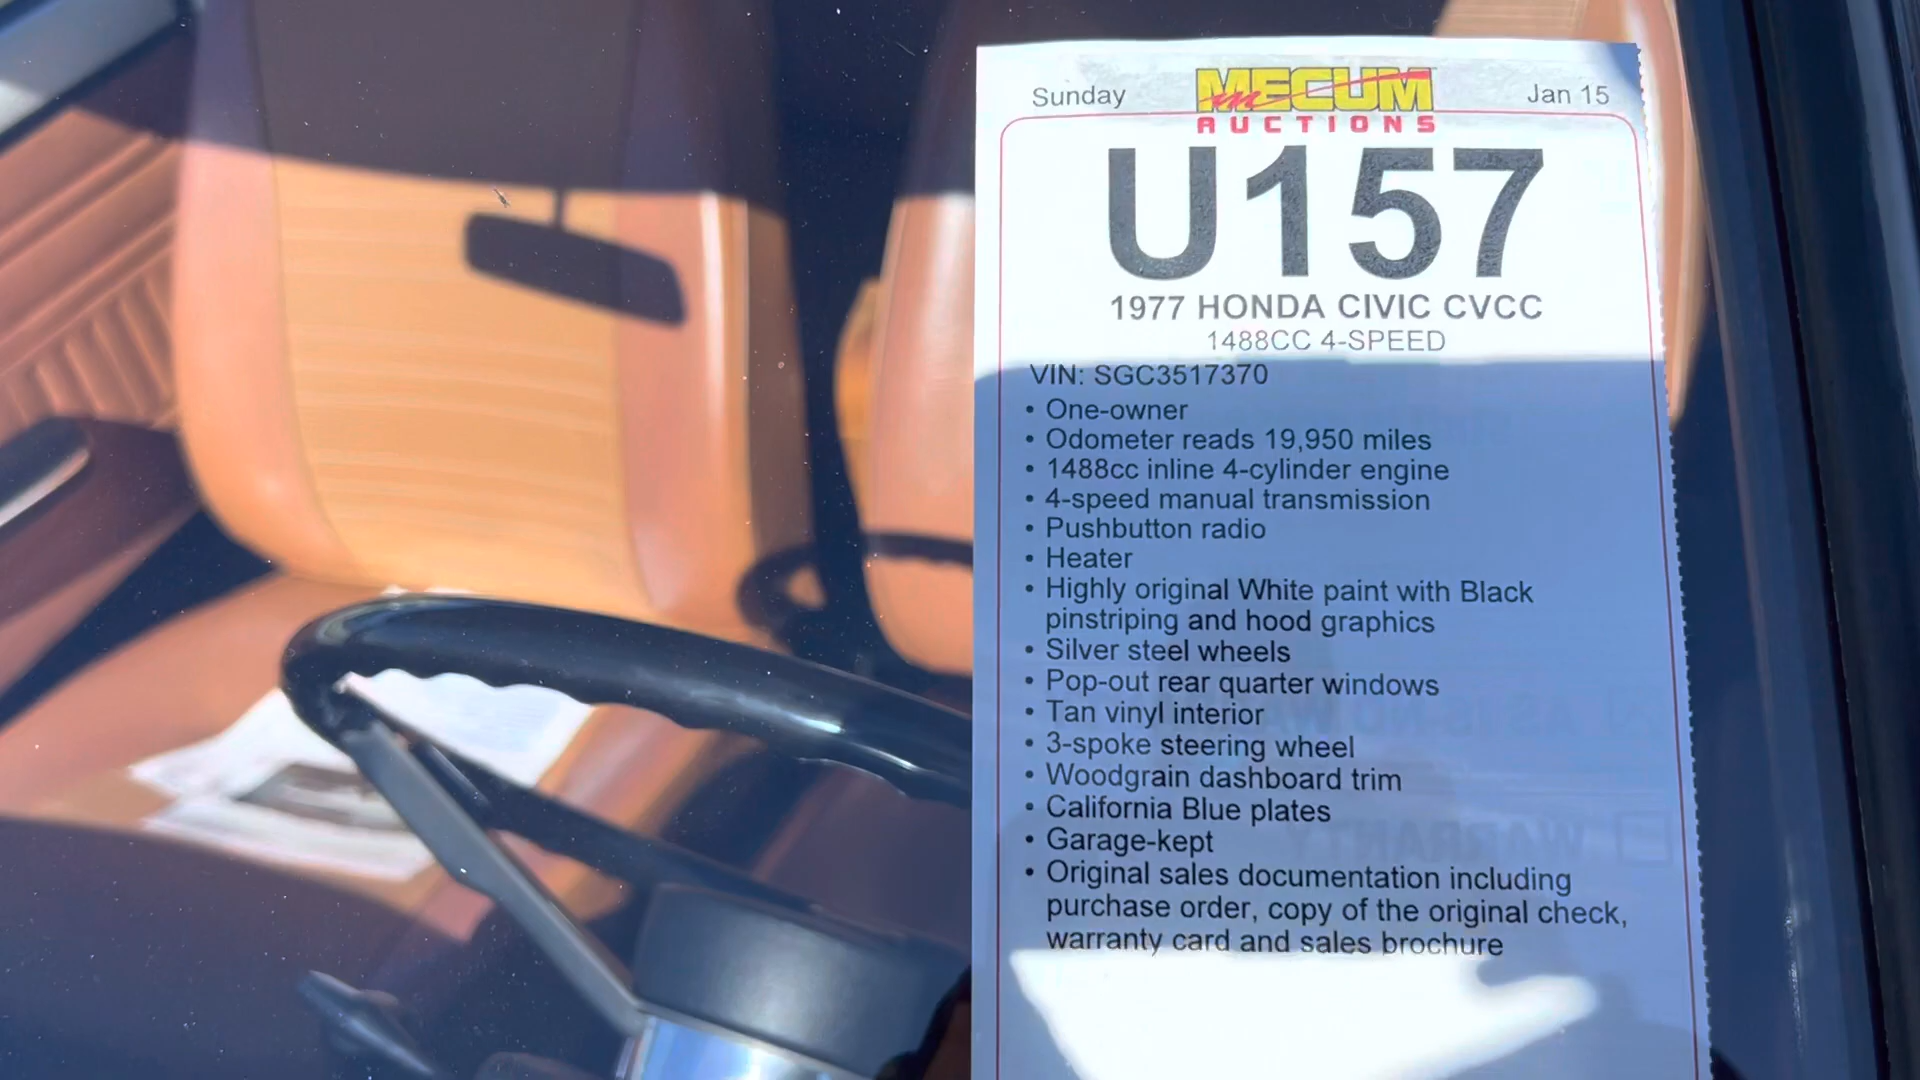 Sunday
MECUM
AUCTIONS
Jan 15
U157
1977 HONDA CIVIC CVCC
1488CC 4-SPEED
VIN: SGC3517370
• One-owner
• Odometer reads 19,950 miles
• 1488cc inline 4-cylinder engine
• 4-speed manual transmission
• Pushbutton radio
• Heater
• Highly original White paint with Black
pinstriping and hood graphics
• Silver steel wheels
• Pop-out rear quarter windows
• Tan vinyl interior
• 3-spoke steering wheel
• Woodgrain dashboard trim
• California Blue plates
• Garage-kept
• Original sales documentation including
purchase order, copy of the original check,
warranty card and sales brochure